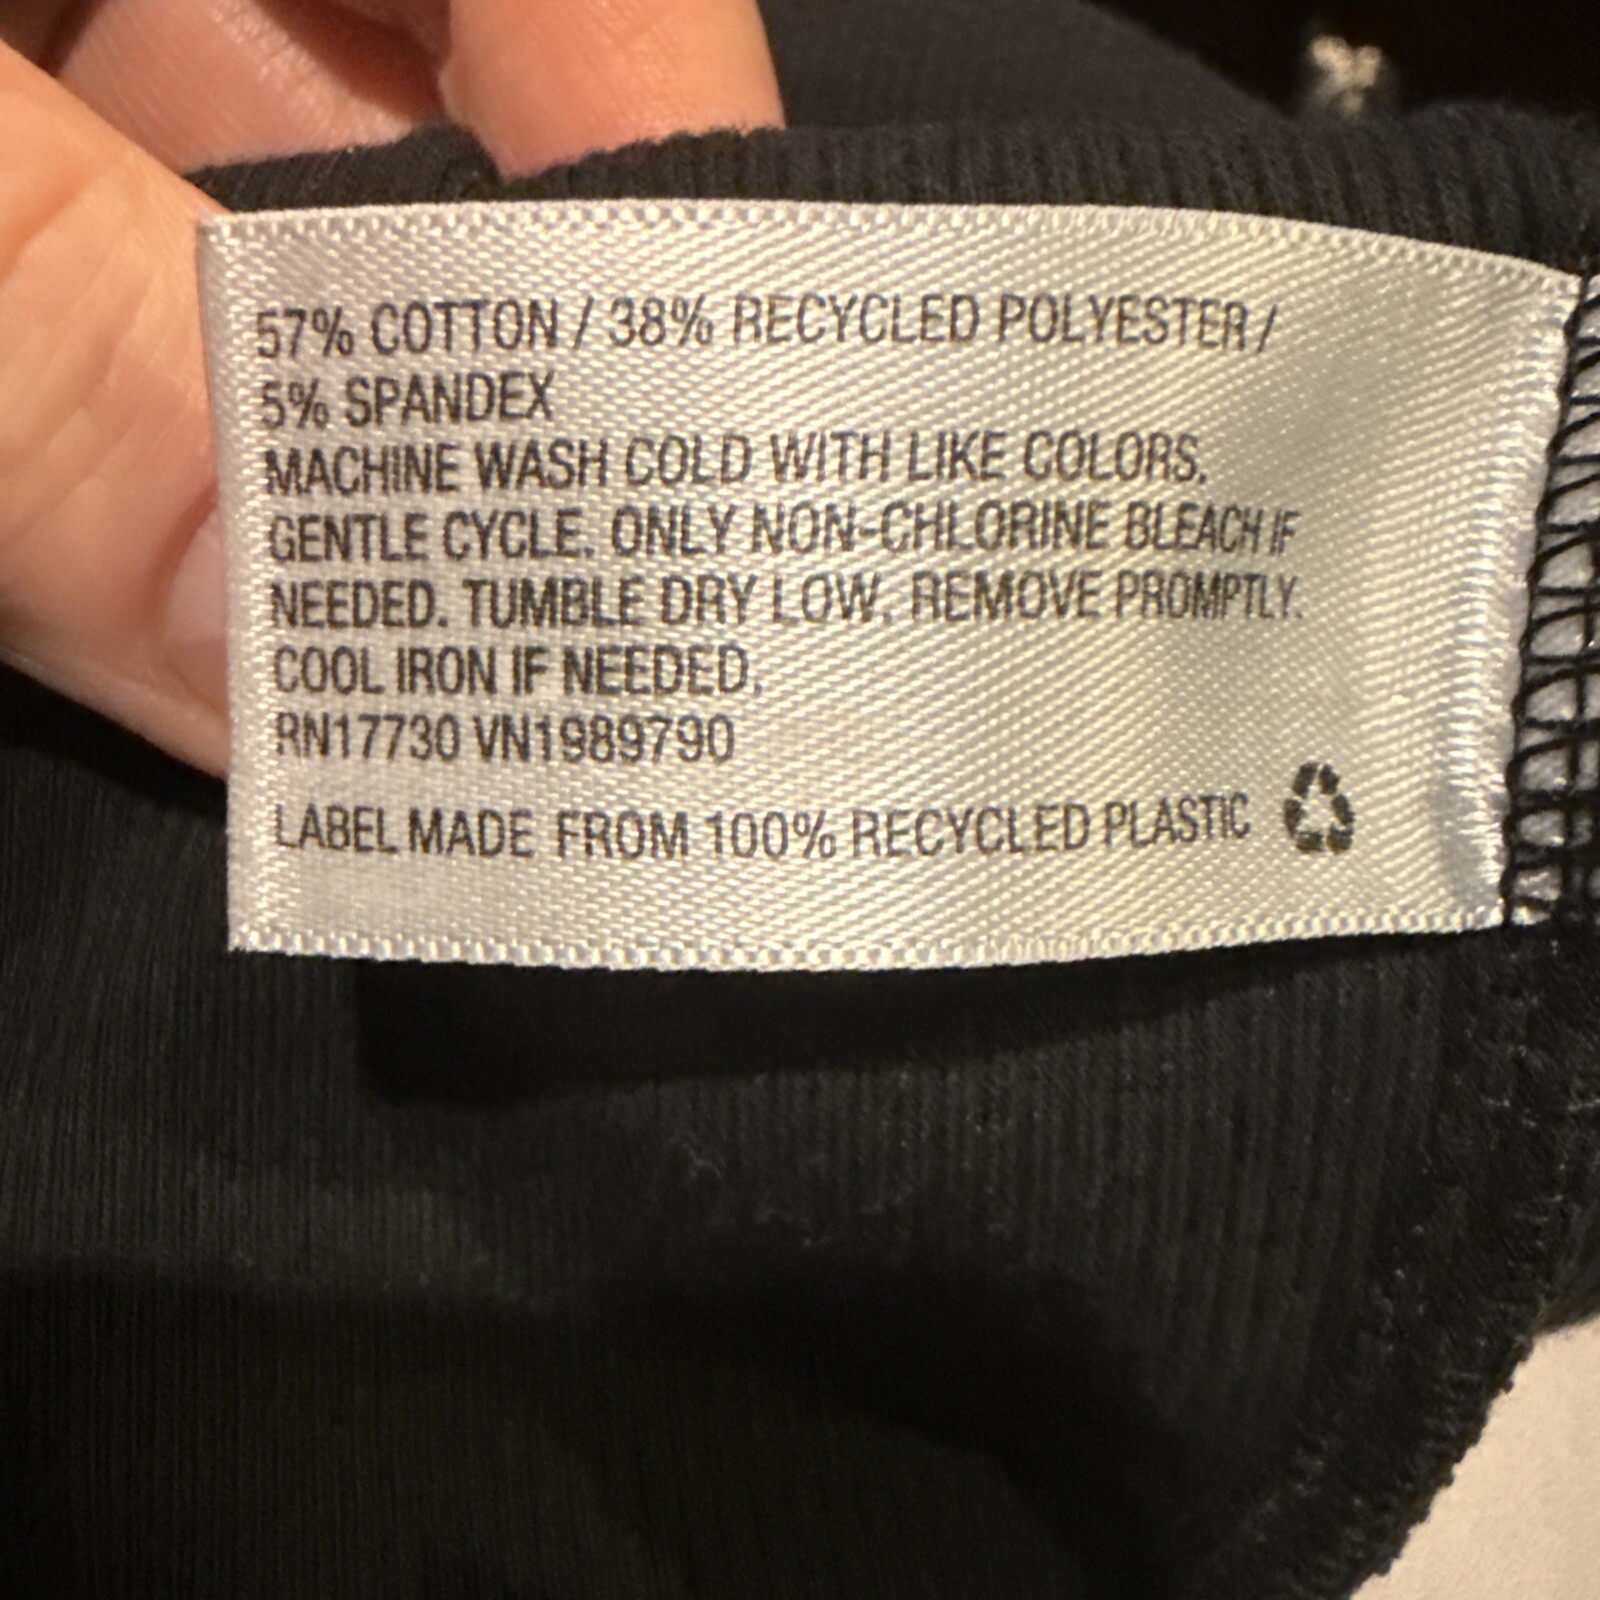 57% COTTON / 38% RECYCLED POLYESTER /
5% SPANDEX
MACHINE WASH COLD WITH LIKE COLORS.
GENTLE CYCLE. ONLY NON-CHLORINE BLEACH IF
NEEDED. TUMBLE DRY LOW. REMOVE PROMPTLY.
COOL IRON IF NEEDED.
RN17730 VN1989790
LABEL MADE FROM 100% RECYCLED PLASTIC